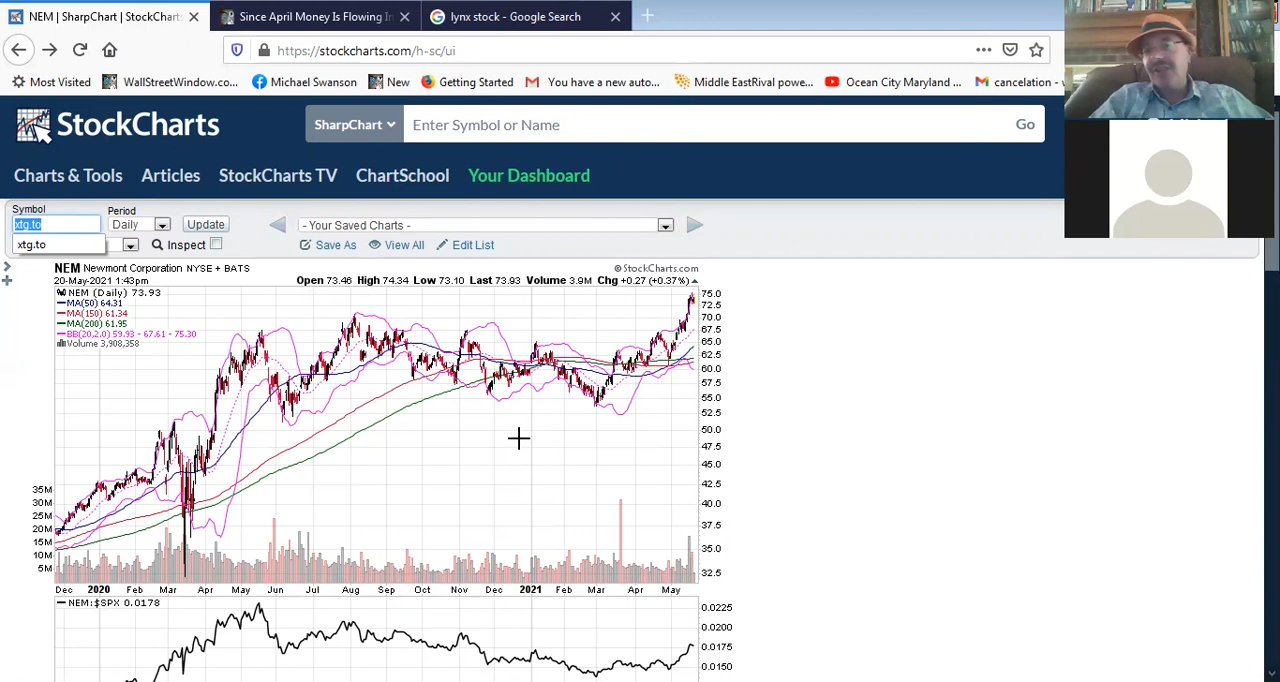 NEM | SharpChart | StockCharts
Since April Money Is Flowing In
lynx stock - Google Search
https://stockcharts.com/h-sc/ui
Most Visited
WallStreetWindow.co...
Michael Swanson
New
Getting Started
You have a new auto...
Middle EastRival powe...
Ocean City Maryland ...
cancelation -
StockCharts
SharpChart
Enter Symbol or Name
Go
Charts & Tools
Articles
StockCharts TV
ChartSchool
Your Dashboard
Symbol
Period
xtg.to
Daily
Update
- Your Saved Charts -
xtg.to
Inspect
Save As
View All
Edit List
NEM Newmont Corporation NYSE + BATS
© StockCharts.com
20-May-2021 1:43pm
Open 73.46 High 74.34 Low 73.10 Last 73.93 Volume 3.9M Chg +0.27 (+0.37%)
NEM (Daily) 73.93
MA(50) 64.31
MA(150) 61.34
MA(200) 61.95
BB(20,2.0) 59.93 - 67.61 - 75.30
Volume 3,908,358
75.0
72.5
70.0
67.5
65.0
62.5
60.0
57.5
55.0
52.5
50.0
47.5
45.0
42.5
40.0
37.5
35.0
32.5
35M
30M
25M
20M
15M
10M
5M
Dec 2020 Feb Mar Apr May Jun Jul Aug Sep Oct Nov Dec 2021 Feb Mar Apr May
NEM:$SPX 0.0178
0.0225
0.0200
0.0175
0.0150